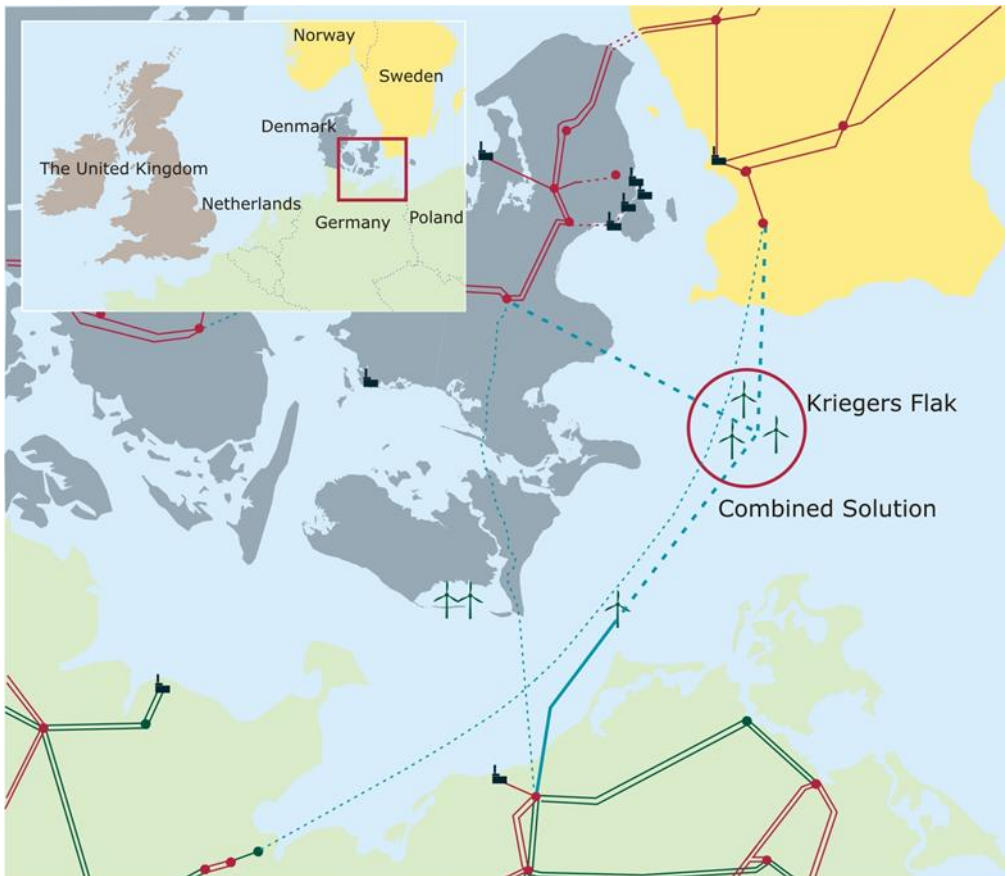 Norway
Sweden
Denmark
The United Kingdom
Netherlands
Germany
Poland
Kriegers Flak
Combined Solution